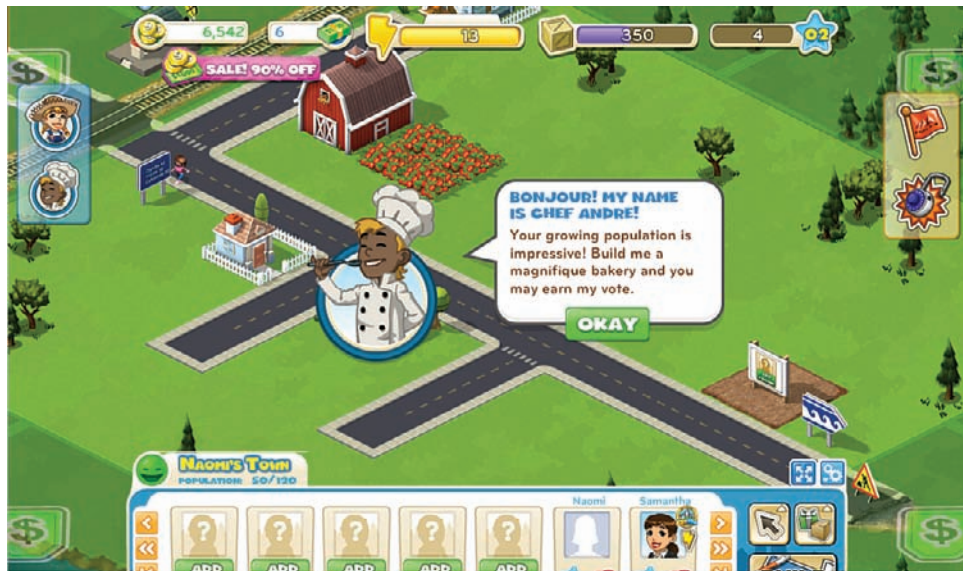 6,542
6
13
350
4
02
SALE! 90% OFF
BONJOUR! MY NAME
IS CHEF ANDRE!
Your growing population is
impressive! Build me a
magnifique bakery and you
may earn my vote.
OKAY
NAOMI'S TOWN
POPULATION: 50/120
Naomi
Samantha
ADD
ADD
ADD
ADD
ADD